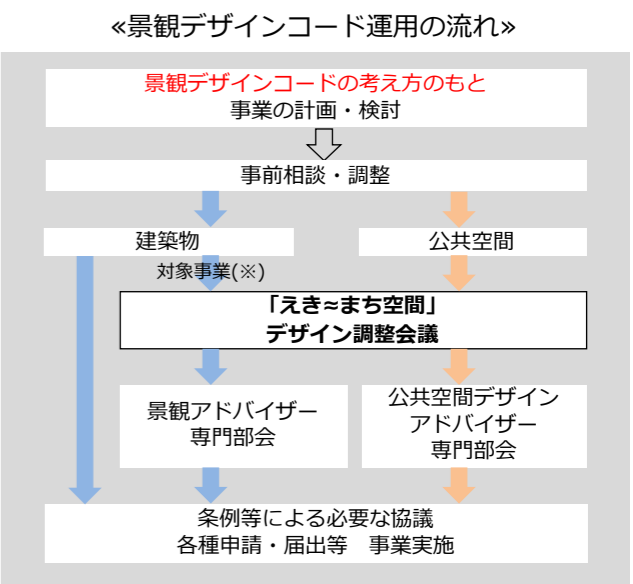 ≪景観デザインコード運用の流れ≫
景観デザインコードの考え方のもと
事業の計画・検討
事前相談・調整
建築物
公共空間
対象事業(※)
「えき≈まち空間」
デザイン調整会議
景観アドバイザー
専門部会
公共空間デザイン
アドバイザー
専門部会
条例等による必要な協議
各種申請・届出等　事業実施